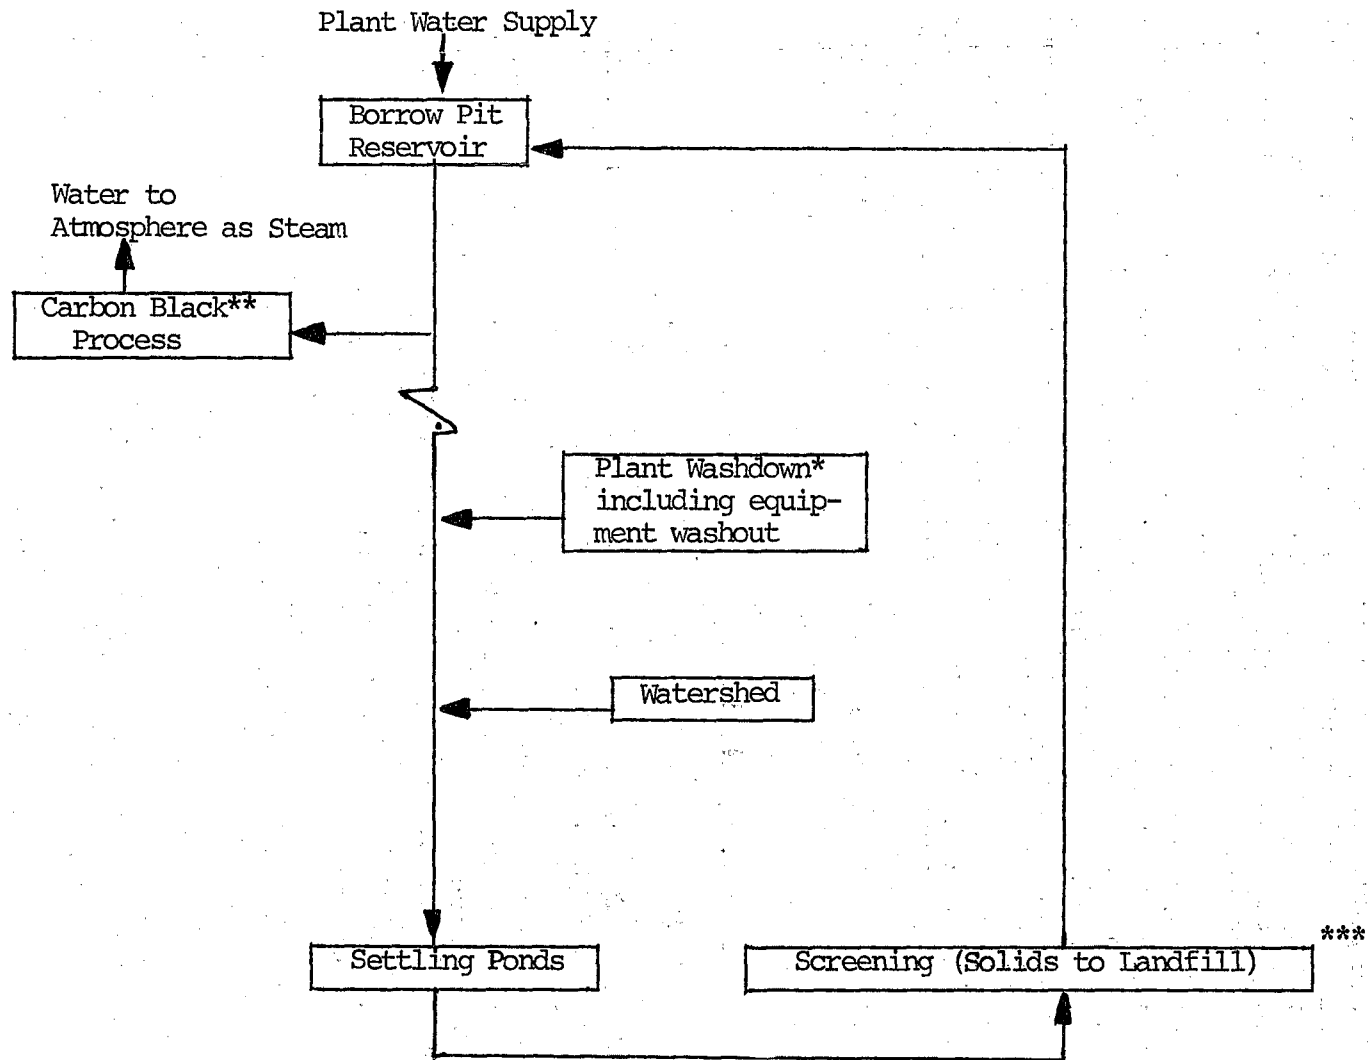 Plant Water Supply
Borrow Pit
Reservoir
Water to
Atmosphere as Steam
Carbon Black**
Process
Plant Washdown*
including equip-
ment washout
Watershed
Settling Ponds
Screening (Solids to Landfill)
***